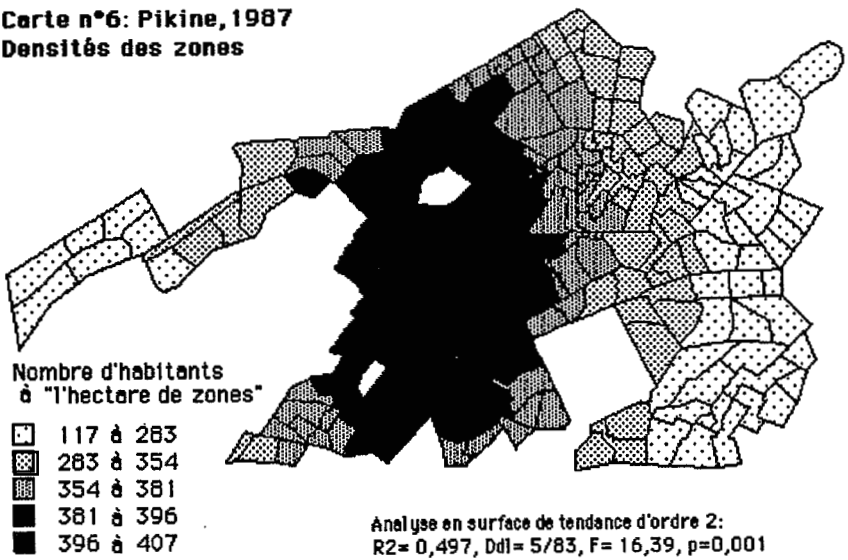 Carte n°6: Pikine,1987
Densités des zones
Nombre d'habitants
à "l'hectare de zones"
117 à 283
283 à 354
354 à 381
381 à 396
396 à 407
Analyse en surface de tendance d'ordre 2:
R2= 0,497, Ddl= 5/83, F= 16,39, p=0,001